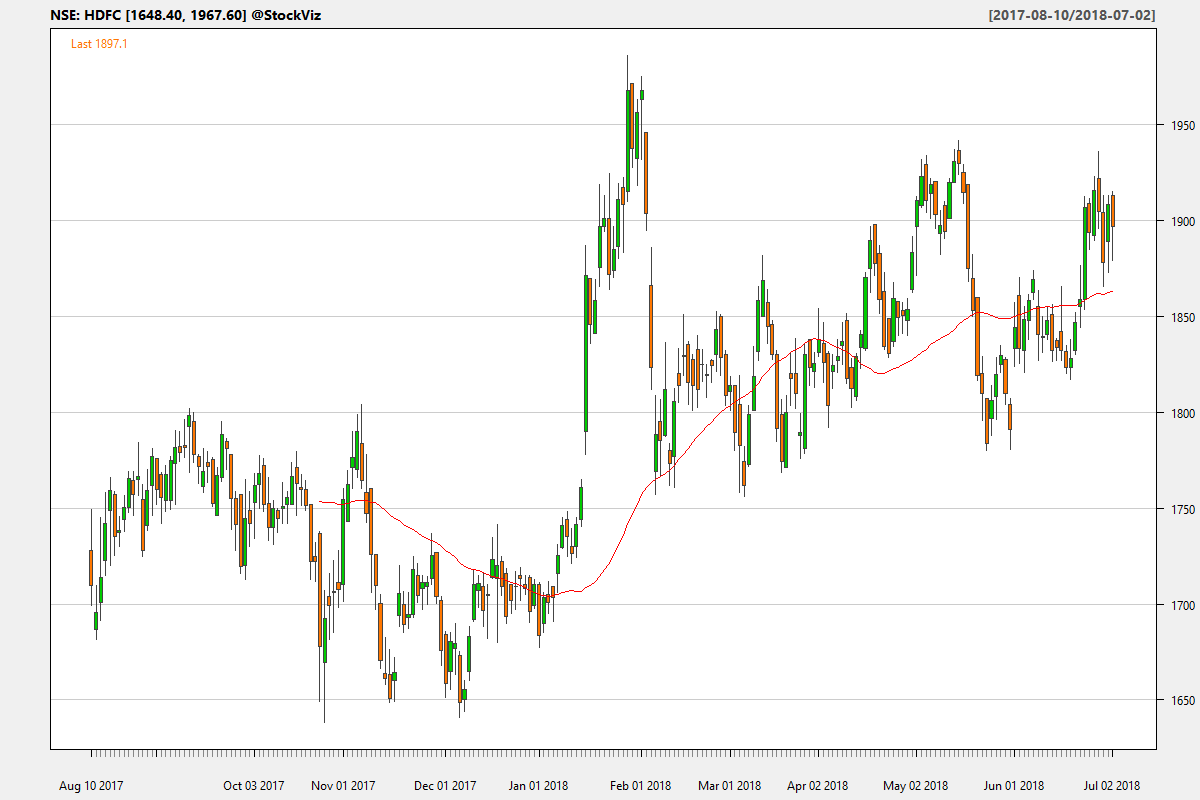 NSE: HDFC [1648.40, 1967.60] @StockViz
[2017-08-10/2018-07-02]
Last 1897.1
1950
1900
1850
1800
1750
1700
1650
Aug 10 2017 Oct 03 2017 Nov 01 2017 Dec 01 2017 Jan 01 2018 Feb 01 2018 Mar 01 2018 Apr 02 2018 May 02 2018 Jun 01 2018 Jul 02 2018